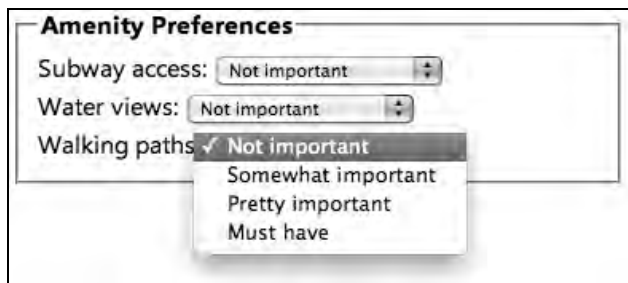 Amenity Preferences
Subway access: Not important
Water views: Not important
Walking paths ✓ Not important
Somewhat important
Pretty important
Must have